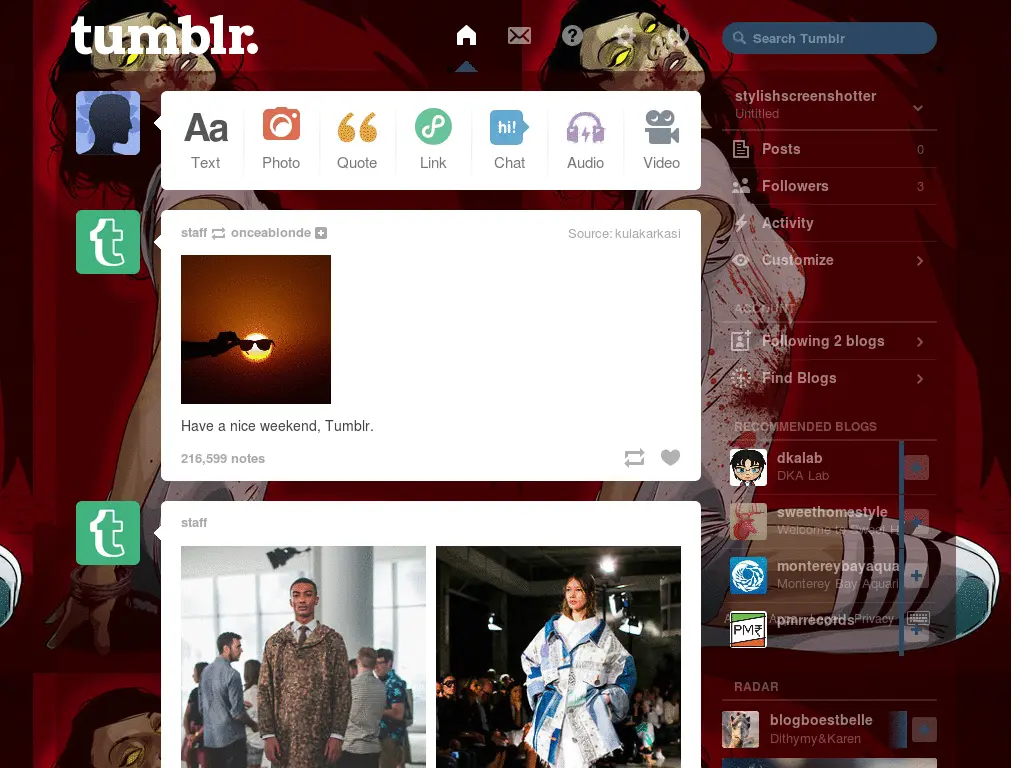 tumblr.
Search Tumblr
stylishscreenshotter
Untitled
Aa
hi!
Text
Photo
Quote
Link
Chat
Audio
Video
Posts 0
Followers 3
Activity
Customize
ACCOUNT
Following 2 blogs
Find Blogs
staff onceablonde
Source: kulakarkasi
Have a nice weekend, Tumblr.
216,599 notes
staff
RECOMMENDED BLOGS
dkalab
DKA Lab
sweethomestyle
Welcome to Sweet H
montereybayaqua
Monterey Bay Aquari
pmrrecords
PM₹
Privacy
RADAR
blogboestbelle
Dithymy&Karen